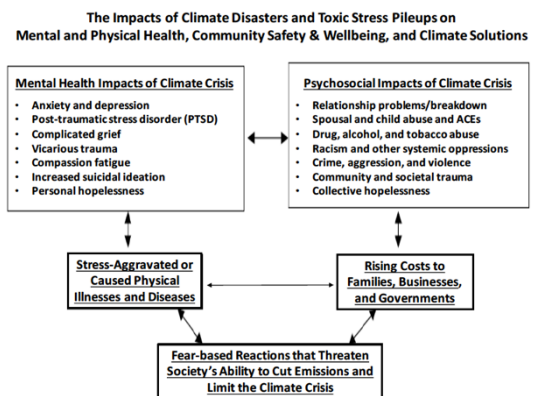 The Impacts of Climate Disasters and Toxic Stress Pileups on
Mental and Physical Health, Community Safety & Wellbeing, and Climate Solutions
Mental Health Impacts of Climate Crisis
• Anxiety and depression
• Post-traumatic stress disorder (PTSD)
• Complicated grief
• Vicarious trauma
• Compassion fatigue
• Increased suicidal ideation
• Personal hopelessness
Psychosocial Impacts of Climate Crisis
• Relationship problems/breakdown
• Spousal and child abuse and ACEs
• Drug, alcohol, and tobacco abuse
• Racism and other systemic oppressions
• Crime, aggression, and violence
• Community and societal trauma
• Collective hopelessness
Stress-Aggravated or
Caused Physical
Illnesses and Diseases
Rising Costs to
Families, Businesses,
and Governments
Fear-based Reactions that Threaten
Society's Ability to Cut Emissions and
Limit the Climate Crisis